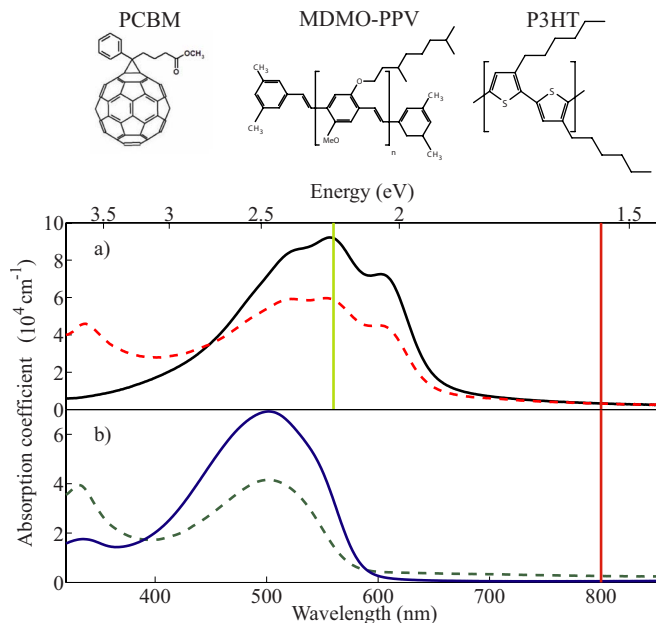 PCBM MDMO-PPV P3HT
OCH₃
O
CH₃
H₃C
O
MeO
n
CH₃
CH₃
S
S
Energy (eV)
3.5 3 2.5 2 1.5
10
8
6
4
2
0
a)
Absorption coefficient (10⁴ cm⁻¹)
b)
6
4
2
0
400 500 600 700 800
Wavelength (nm)